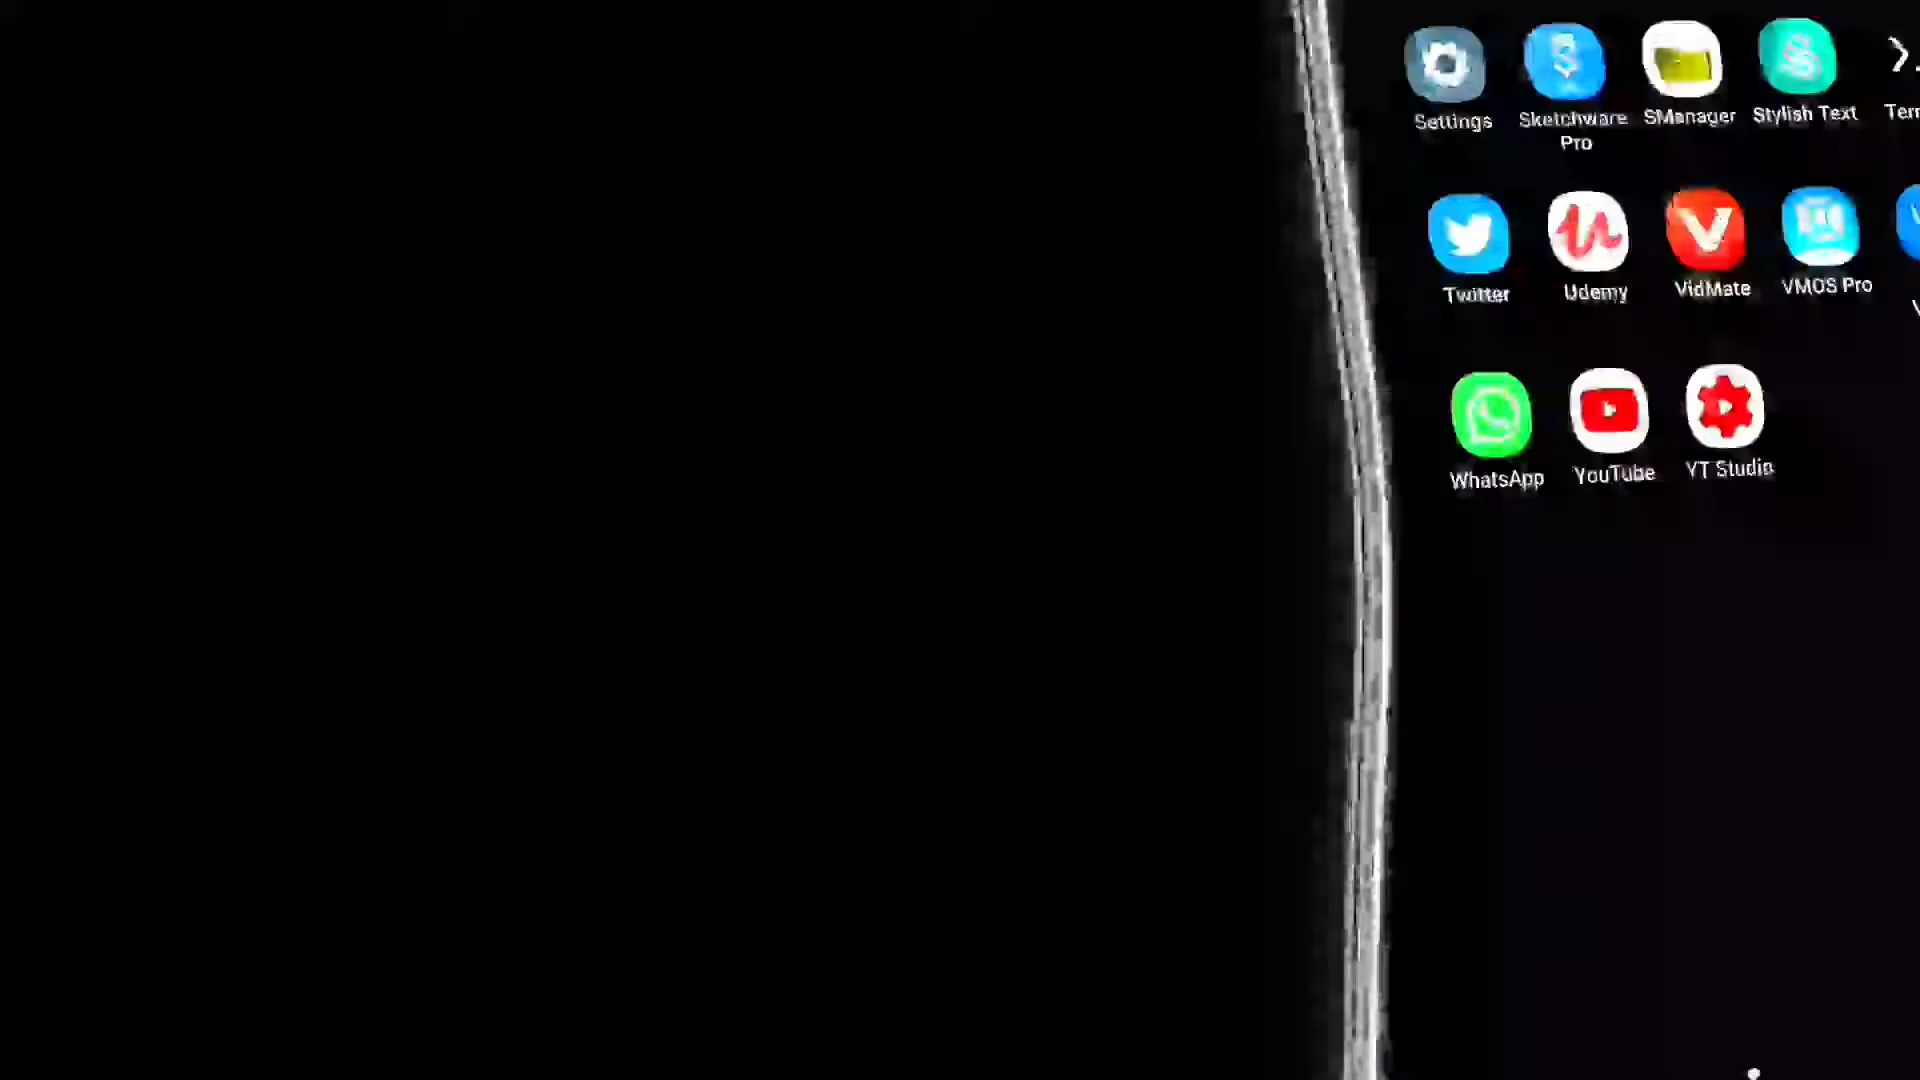 Settings
Sketchware Pro
SManager
Stylish Text
Twitter
Udemy
VidMate
VMOS Pro
WhatsApp
YouTube
YT Studio